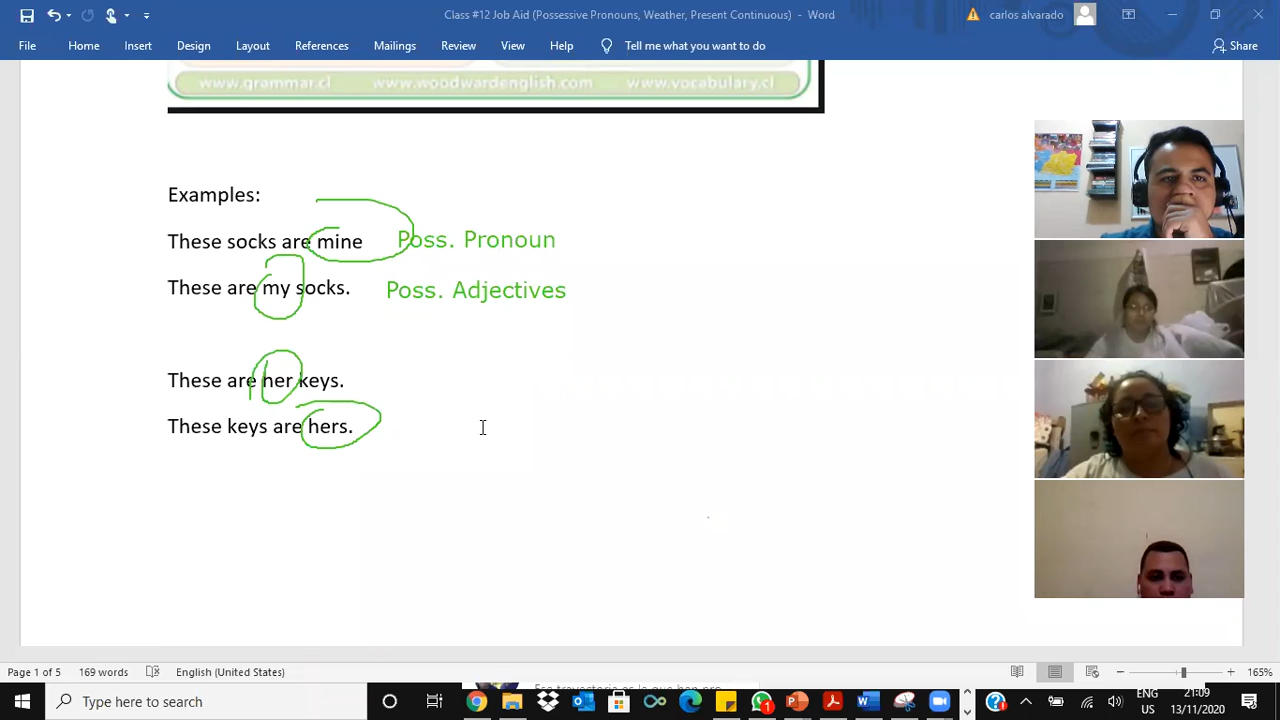 Class #12 Job Aid (Possessive Pronouns, Weather, Present Continuous) - Word
carlos alvarado
File Home Insert Design Layout References Mailings Review View Help Tell me what you want to do Share
www.grammar.cl www.woodwardenglish.com www.vocabulary.cl
Examples:
These socks are mine Poss. Pronoun
These are my socks. Poss. Adjectives
These are her keys.
These keys are hers.
Page 1 of 5 169 words English (United States) 165%
Type here to search
1
ENG
US
21:09
13/11/2020